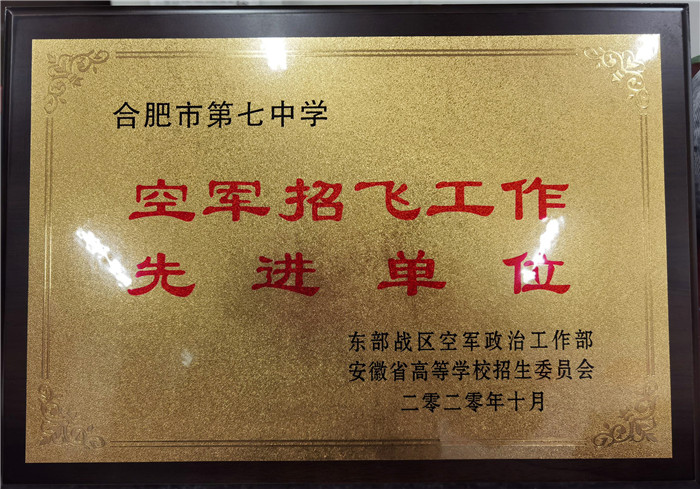 合肥市第七中学
空军招飞工作
先进单位
东部战区空军政治工作部
安徽省高等学校招生委员会
二零二零年十月